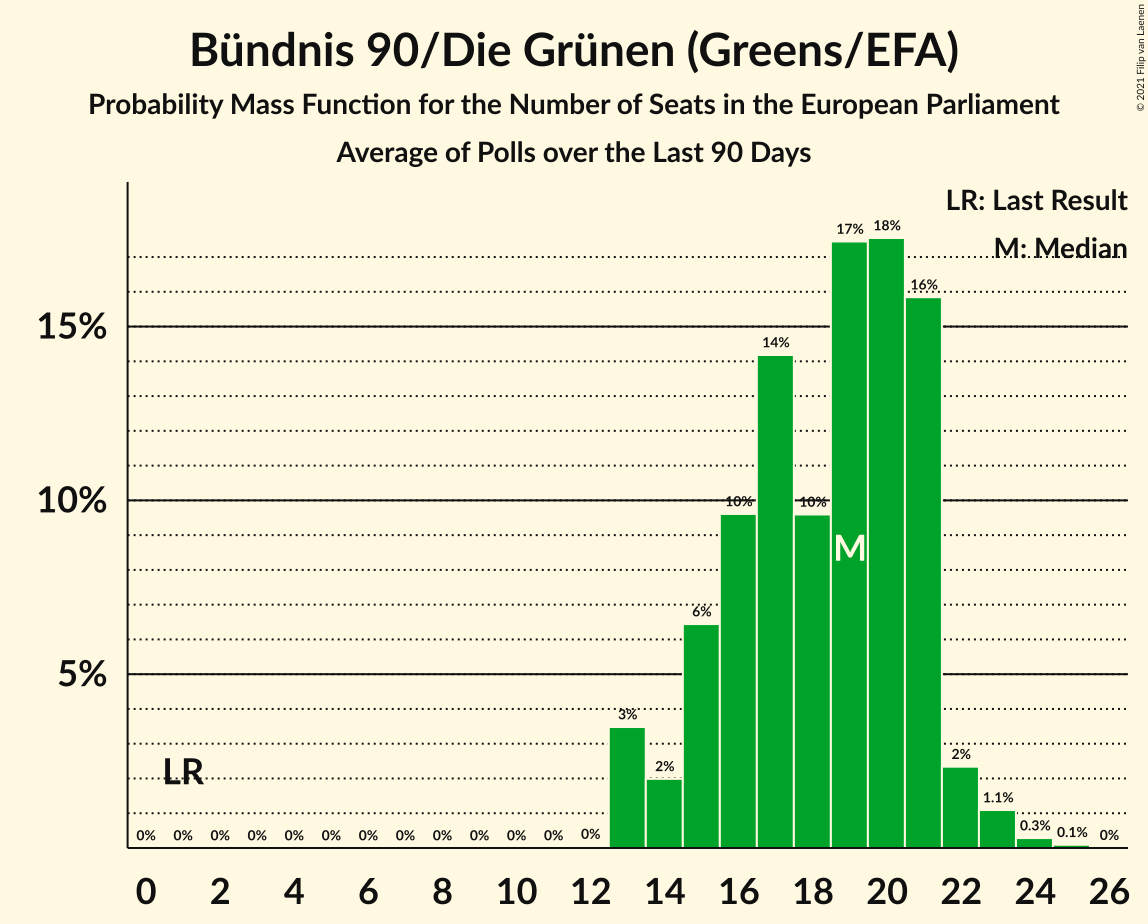 Bündnis 90/Die Grünen (Greens/EFA)
Probability Mass Function for the Number of Seats in the European Parliament
Average of Polls over the Last 90 Days
© 2021 Filip van Laenen
LR: Last Result
M: Median
15%
10%
5%
0% 0% 0% 0% 0% 0% 0% 0% 0% 0% 0% 0% 0% 3% 2% 6% 10% 14% 10% 17% 18% 16% 2% 1.1% 0.3% 0.1% 0%
LR
M
0 2 4 6 8 10 12 14 16 18 20 22 24 26